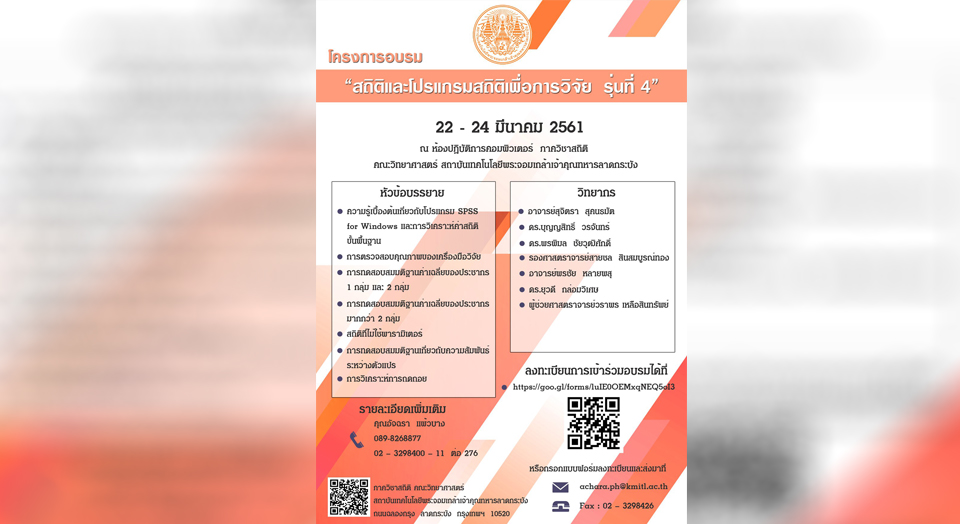 โครงการอบรม
“สถิติและโปรแกรมสถิติเพื่อการวิจัย รุ่นที่ 4”
22 - 24 มีนาคม 2561
ณ ห้องปฏิบัติการคอมพิวเตอร์ ภาควิชาสถิติ
คณะวิทยาศาสตร์ สถาบันเทคโนโลยีพระจอมเกล้าเจ้าคุณทหารลาดกระบัง
หัวข้อบรรยาย
ความรู้เบื้องต้นเกี่ยวกับโปรแกรม SPSS
for Windows และการวิเคราะห์ค่าสถิติ
ขั้นพื้นฐาน
การตรวจสอบคุณภาพของเครื่องมือวิจัย
การทดสอบสมมติฐานค่าเฉลี่ยของประชากร
1 กลุ่ม และ 2 กลุ่ม
การทดสอบสมมติฐานค่าเฉลี่ยของประชากร
มากกว่า 2 กลุ่ม
สถิติที่ไม่ใช้พารามิเตอร์
การทดสอบสมมติฐานเกี่ยวกับความสัมพันธ์
ระหว่างตัวแปร
การวิเคราะห์การถดถอย
วิทยากร
อาจารย์สุจิตรา สุคนธมัต
ดร.บุญญสิทธิ์ วรจันทร์
ดร.พรพิมล ชัยวุฒิศักดิ์
รองศาสตราจารย์สายชล สินสมบูรณ์ทอง
อาจารย์พรชัย หลายพสุ
ดร.ยุวดี กล่อมวิเศษ
ผู้ช่วยศาสตราจารย์วราพร เหลือสินทรัพย์
ลงทะเบียนการเข้าร่วมอบรมได้ที่
https://goo.gl/forms/1uIE0OEMxqNEQ5oI3
รายละเอียดเพิ่มเติม
คุณอัจฉรา แผ้วบาง
089-8268877
02 – 3298400 – 11 ต่อ 276
หรือกรอกแบบฟอร์มลงทะเบียนและส่งมาที่
achara.ph@kmitl.ac.th
Fax : 02 – 3298426
ภาควิชาสถิติ คณะวิทยาศาสตร์
สถาบันเทคโนโลยีพระจอมเกล้าเจ้าคุณทหารลาดกระบัง
ถนนฉลองกรุง ลาดกระบัง กรุงเทพฯ 10520